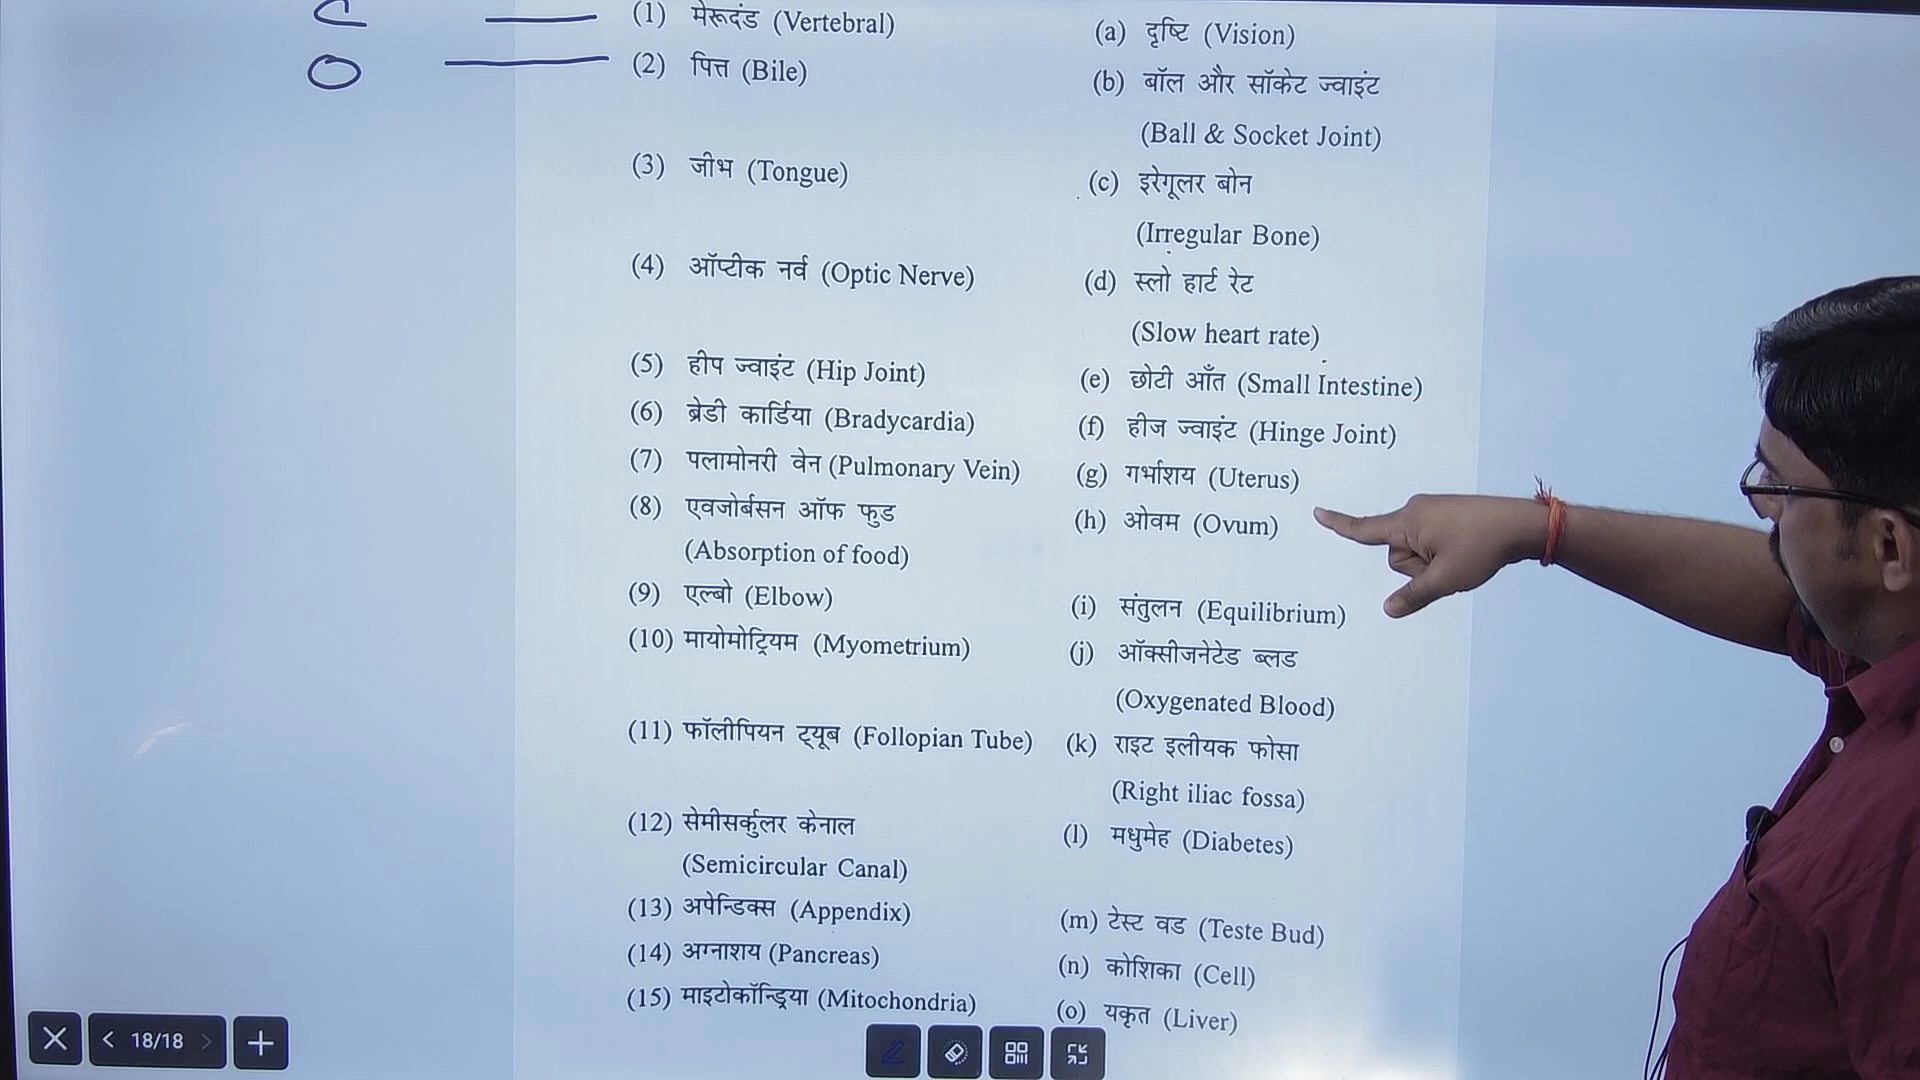 C (1) मेरूदंड (Vertebral) (a) दृष्टि (Vision)
O (2) पित्त (Bile) (b) बॉल और सॉकेट ज्वाइंट
(Ball & Socket Joint)
(3) जीभ (Tongue) (c) इरेगूलर बोन
(Irregular Bone)
(4) ऑप्टीक नर्व (Optic Nerve) (d) स्लो हार्ट रेट
(Slow heart rate)
(5) हीप ज्वाइंट (Hip Joint) (e) छोटी आँत (Small Intestine)
(6) ब्रेडी कार्डिया (Bradycardia) (f) हीज ज्वाइंट (Hinge Joint)
(7) पलामोनरी वेन (Pulmonary Vein) (g) गर्भाशय (Uterus)
(8) एवजोर्बसन ऑफ फुड (h) ओवम (Ovum)
(Absorption of food)
(9) एल्बो (Elbow) (i) संतुलन (Equilibrium)
(10) मायोमोट्रियम (Myometrium) (j) ऑक्सीजनेटेड ब्लड
(Oxygenated Blood)
(11) फॉलीपियन ट्यूब (Follopian Tube) (k) राइट इलीयक फोसा
(Right iliac fossa)
(12) सेमीसर्कुलर केनाल (l) मधुमेह (Diabetes)
(Semicircular Canal)
(13) अपेन्डिक्स (Appendix) (m) टेस्ट वड (Teste Bud)
(14) अग्नाशय (Pancreas) (n) कोशिका (Cell)
(15) माइटोकॉन्ड्रिया (Mitochondria) (o) यकृत (Liver)
18/18